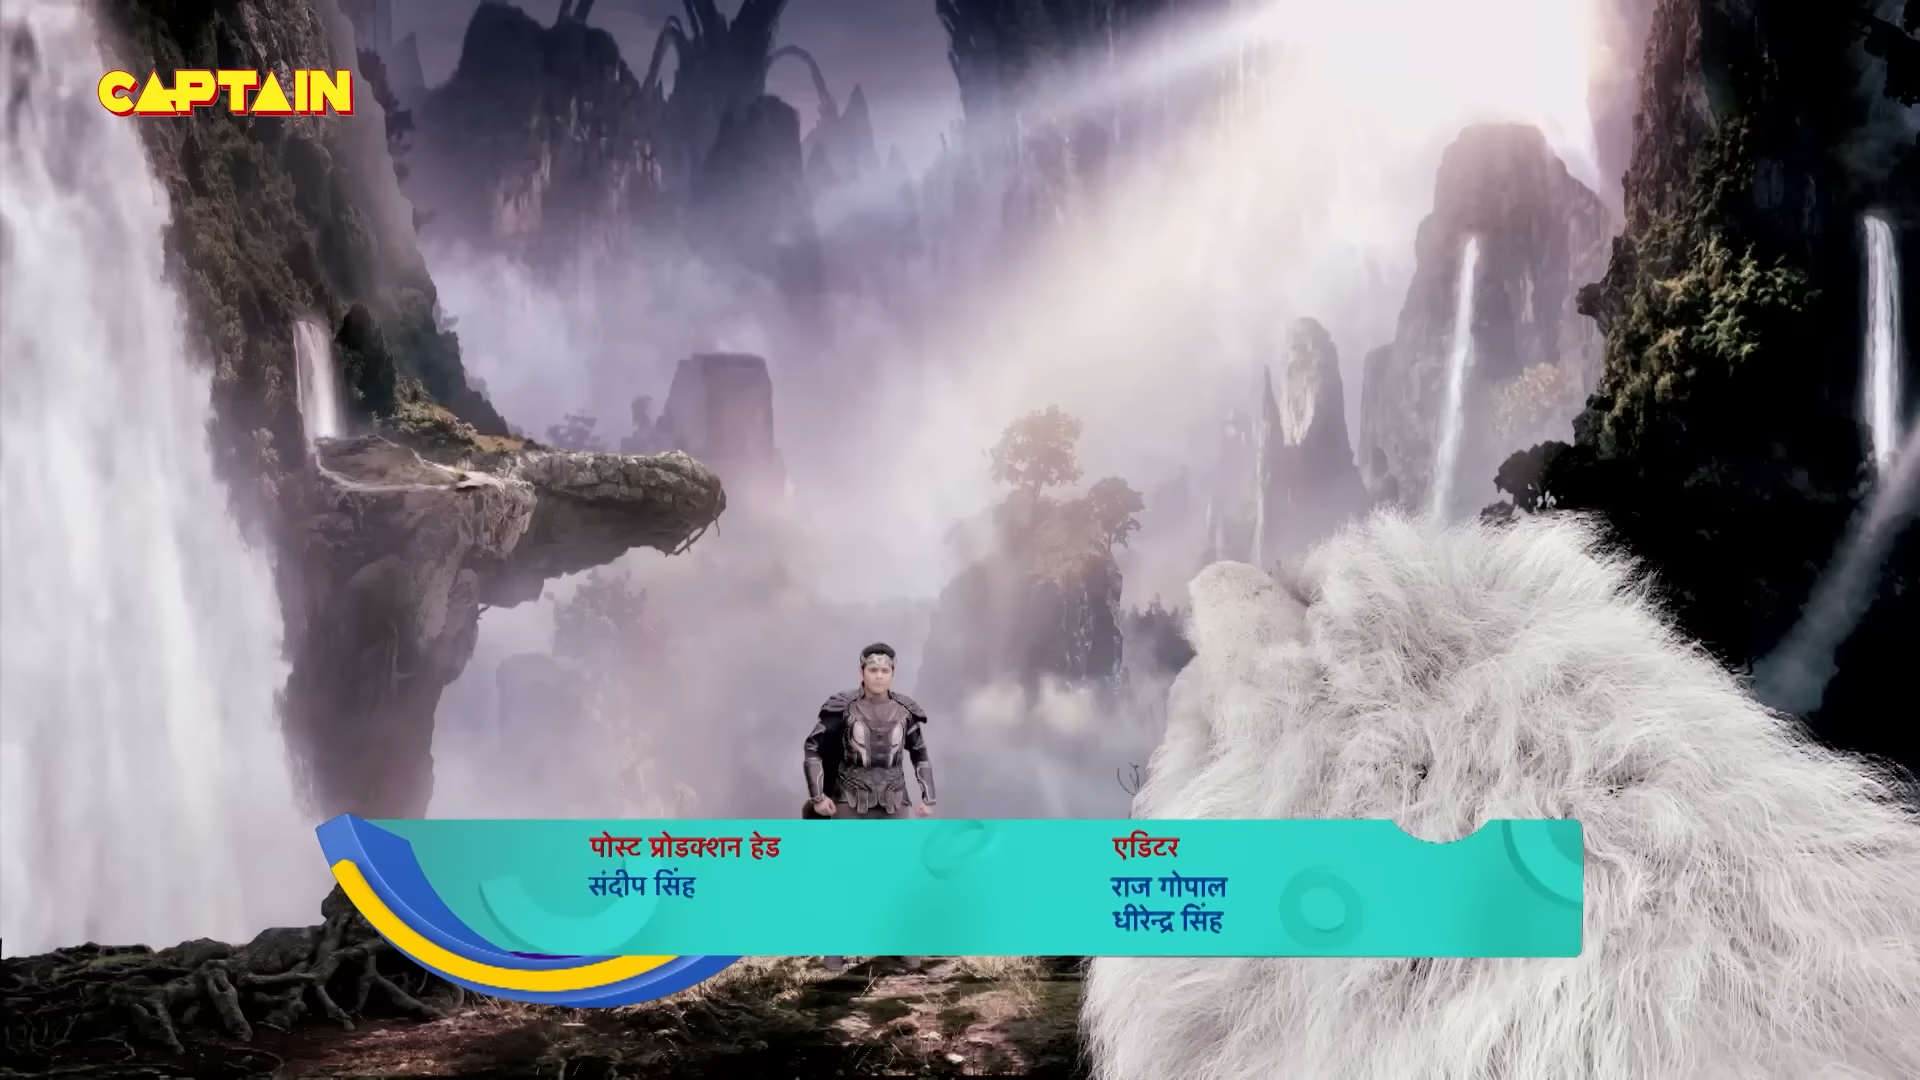 CAPTAIN
पोस्ट प्रोडक्शन हेड
संदीप सिंह
एडिटर
राज गोपाल
धीरेन्द्र सिंह